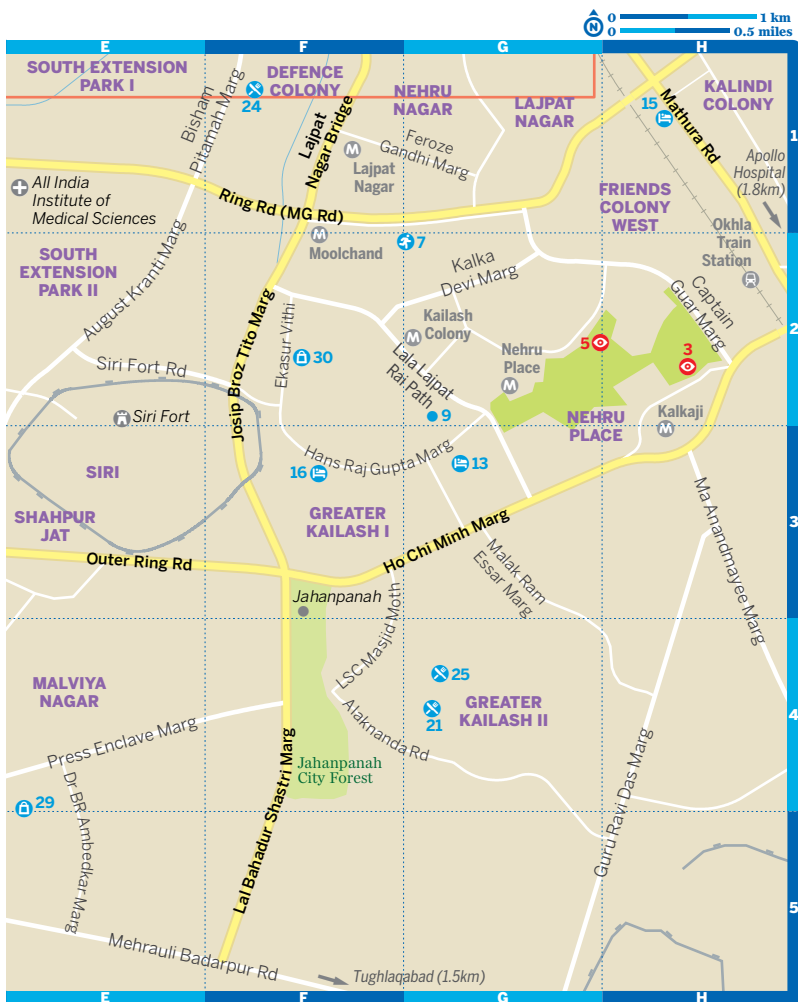 N
0
1 km
0
0.5 miles
E
F
G
H
SOUTH EXTENSION
PARK I
Bisham
Pitamah Marg
24
DEFENCE
COLONY
Lajpat
Nagar Bridge
NEHRU
NAGAR
LAJPAT
NAGAR
15
Mathura Rd
KALINDI
COLONY
1
Feroze
Gandhi Marg
Lajpat
Nagar
Apollo
Hospital
(1.8km)
All India
Institute of
Medical Sciences
Ring Rd (MG Rd)
FRIENDS
COLONY
WEST
Okhla
Train
Station
Moolchand
7
SOUTH
EXTENSION
PARK II
August Kranti Marg
Kalka
Devi Marg
Captain
Guar Marg
Josip Broz Tito Marg
Ekasur Vithi
Kailash
Colony
2
Siri Fort Rd
30
Lala Lajpat
Rai Path
Nehru
Place
5
3
Siri Fort
9
NEHRU
PLACE
Kalkaji
Hans Raj Gupta Marg
SIRI
16
13
SHAHPUR
JAT
GREATER
KAILASH I
Ho Chi Minh Marg
Ma Anandmayee Marg
3
Outer Ring Rd
Malak Ram
Essar Marg
Jahanpanah
LSC Masjid Moth
MALVIYA
NAGAR
25
21
GREATER
KAILASH II
4
Press Enclave Marg
Alaknanda Rd
Lal Bahadur Shastri Marg
Jahanpanah
City Forest
Guru Ravi Das Marg
29
Dr BR Ambedkar Marg
5
Mehrauli Badarpur Rd
Tughlaqabad (1.5km)
E
F
G
H
M
M
M
M
M